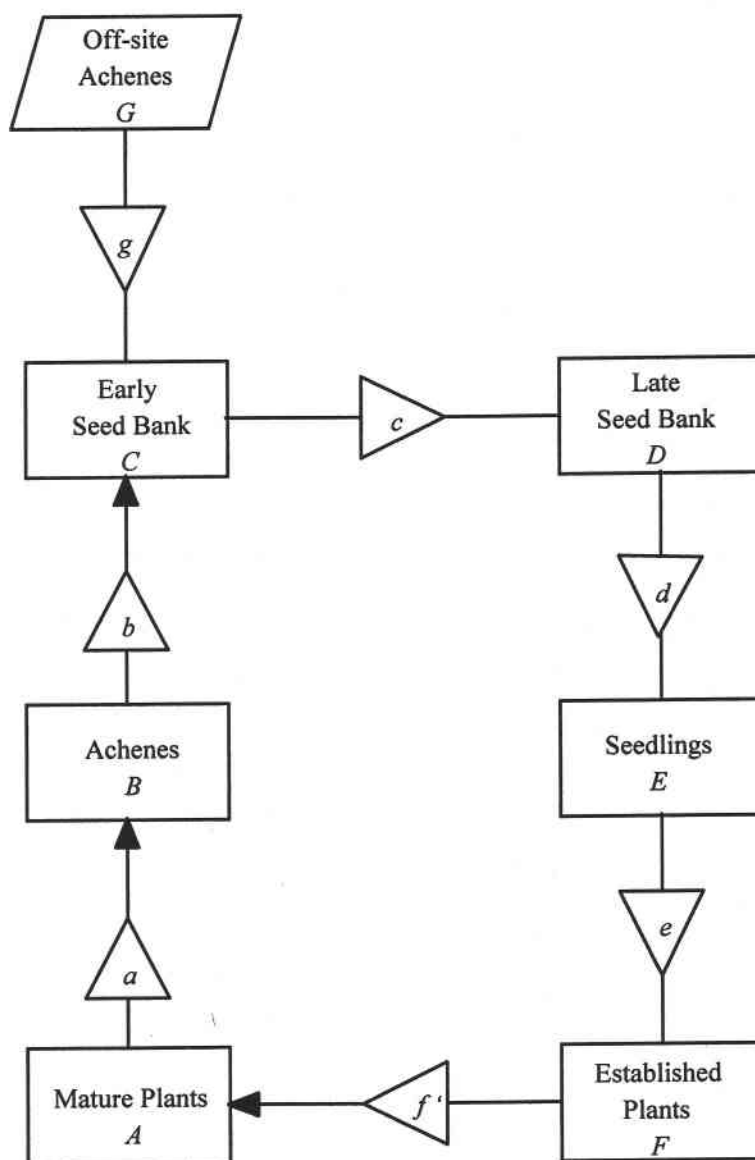 Off-site
Achenes
G
g
Early
Seed Bank
C
c
Late
Seed Bank
D
b
d
Achenes
B
Seedlings
E
a
e
Mature Plants
A
f '
Established
Plants
F